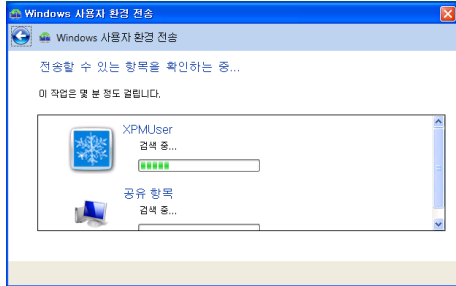 Windows 사용자 환경 전송
Windows 사용자 환경 전송
전송할 수 있는 항목을 확인하는 중...
이 작업은 몇 분 정도 걸립니다.
XPMUser
검색 중...
공유 항목
검색 중...